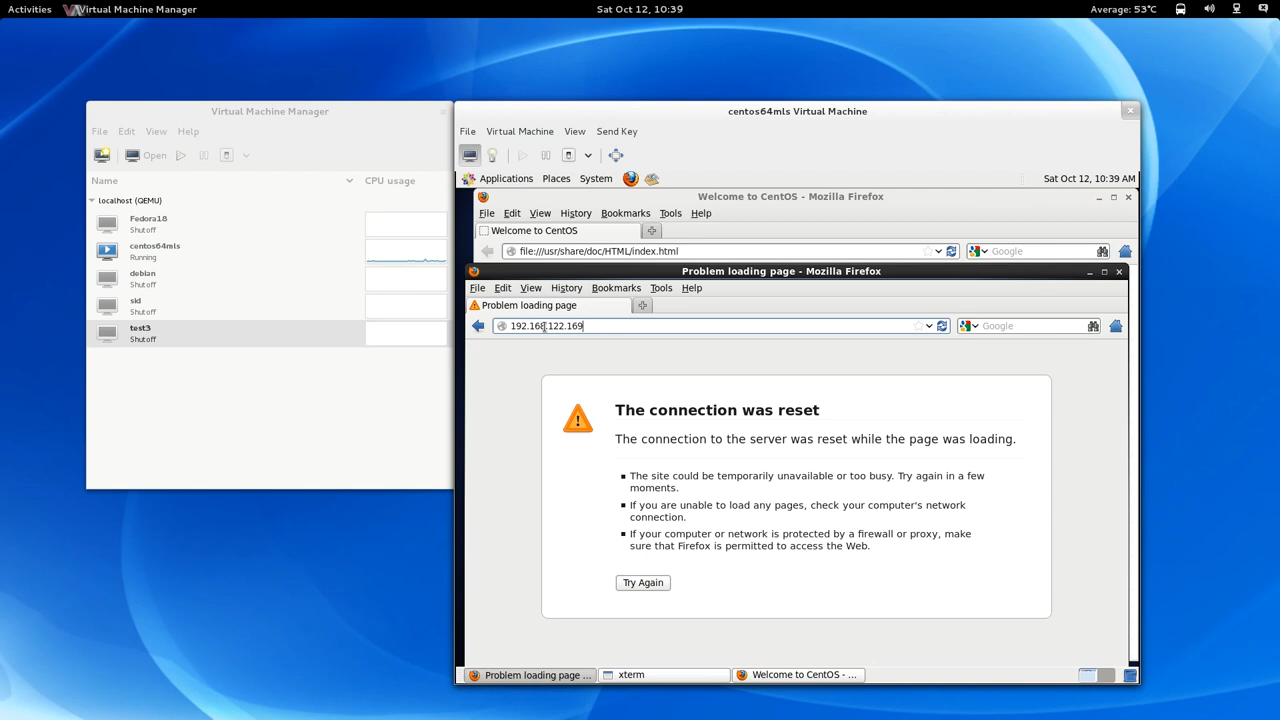 Activities
Virtual Machine Manager
Sat Oct 12, 10:39
Average: 53°C
Virtual Machine Manager
File Edit View Help
Open
Name CPU usage
localhost (QEMU)
Fedora18
Shutoff
centos64mls
Running
debian
Shutoff
sid
Shutoff
test3
Shutoff
centos64mls Virtual Machine
File Virtual Machine View Send Key
Applications Places System
Sat Oct 12, 10:39 AM
Welcome to CentOS - Mozilla Firefox
File Edit View History Bookmarks Tools Help
Welcome to CentOS
file:///usr/share/doc/HTML/index.html
Google
Problem loading page - Mozilla Firefox
File Edit View History Bookmarks Tools Help
Problem loading page
192.168.122.169
Google
The connection was reset
The connection to the server was reset while the page was loading.
The site could be temporarily unavailable or too busy. Try again in a few
moments.
If you are unable to load any pages, check your computer's network
connection.
If your computer or network is protected by a firewall or proxy, make
sure that Firefox is permitted to access the Web.
Try Again
Problem loading page ...
xterm
Welcome to CentOS - ...